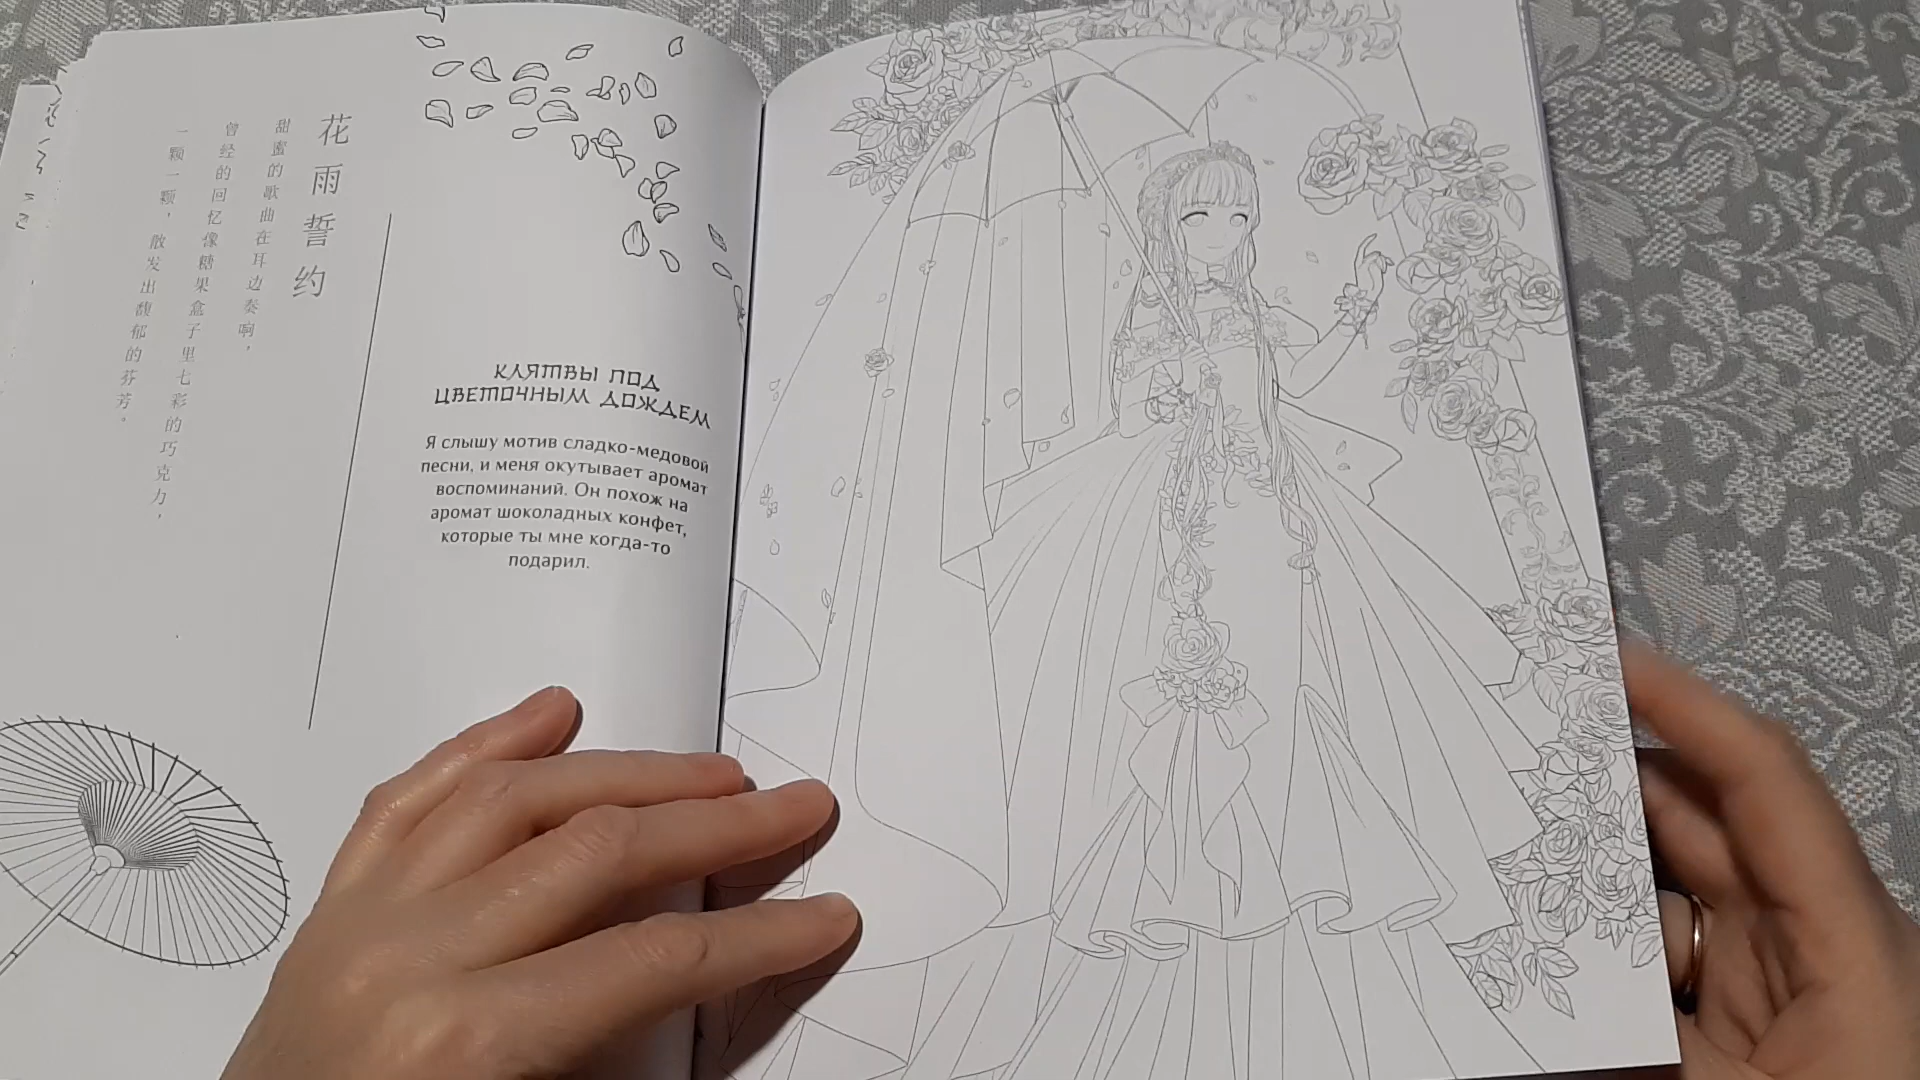 花雨誓约
甜蜜的歌曲在耳边奏响，
曾经的回忆像糖果盒子里七彩的巧克力，
一颗一颗，散发出馥郁的芬芳。
КЛЯТВЫ ПОД
ЦВЕТОЧНЫМ ДОЖДЕМ
Я слышу мотив сладко-медовой
песни, и меня окутывает аромат
воспоминаний. Он похож на
аромат шоколадных конфет,
которые ты мне когда-то
подарил.